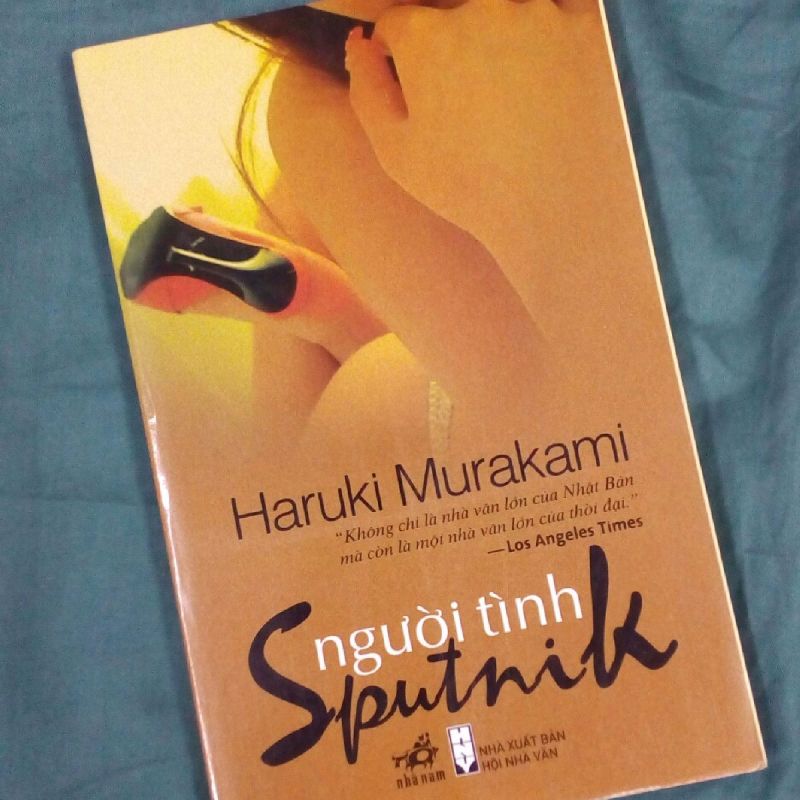 Haruki Murakami
“Không chỉ là nhà văn lớn của Nhật Bản
mà còn là một nhà văn lớn của thời đại.”
—Los Angeles Times
người tình
Sputnik
nhã nam
HNV
NHÀ XUẤT BẢN
HỘI NHÀ VĂN